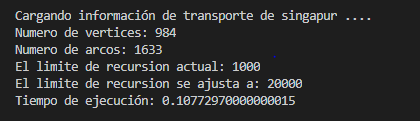 Cargando información de transporte de singapur ....
Numero de vertices: 984
Numero de arcos: 1633
El limite de recursion actual: 1000
El limite de recursion se ajusta a: 20000
Tiempo de ejecución: 0.10772970000000015